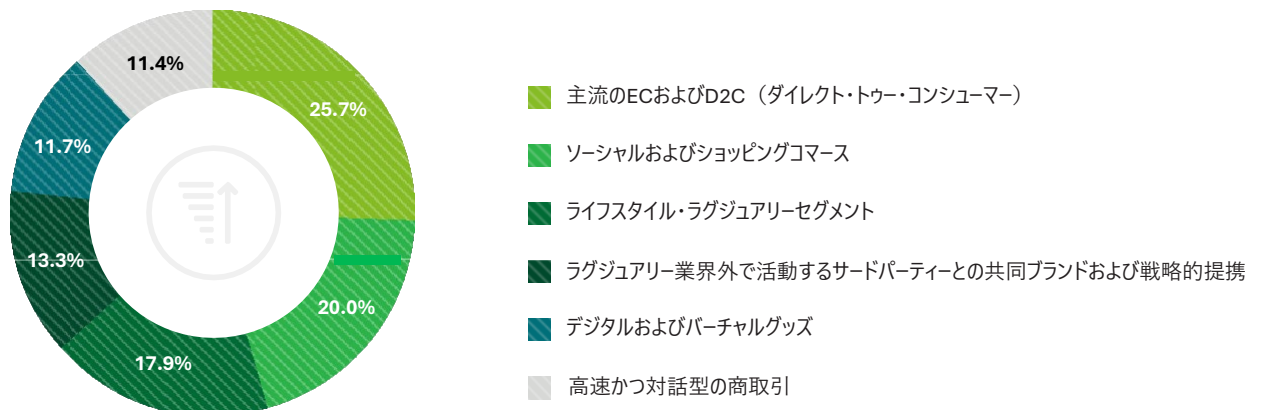 11.4%
25.7%
11.7%
13.3%
20.0%
17.9%
主流のECおよびD2C（ダイレクト・トゥー・コンシューマー）
ソーシャルおよびショッピングコマース
ライフスタイル・ラグジュアリーセグメント
ラグジュアリー業界外で活動するサードパーティーとの共同ブランドおよび戦略的提携
デジタルおよびバーチャルグッズ
高速かつ対話型の商取引